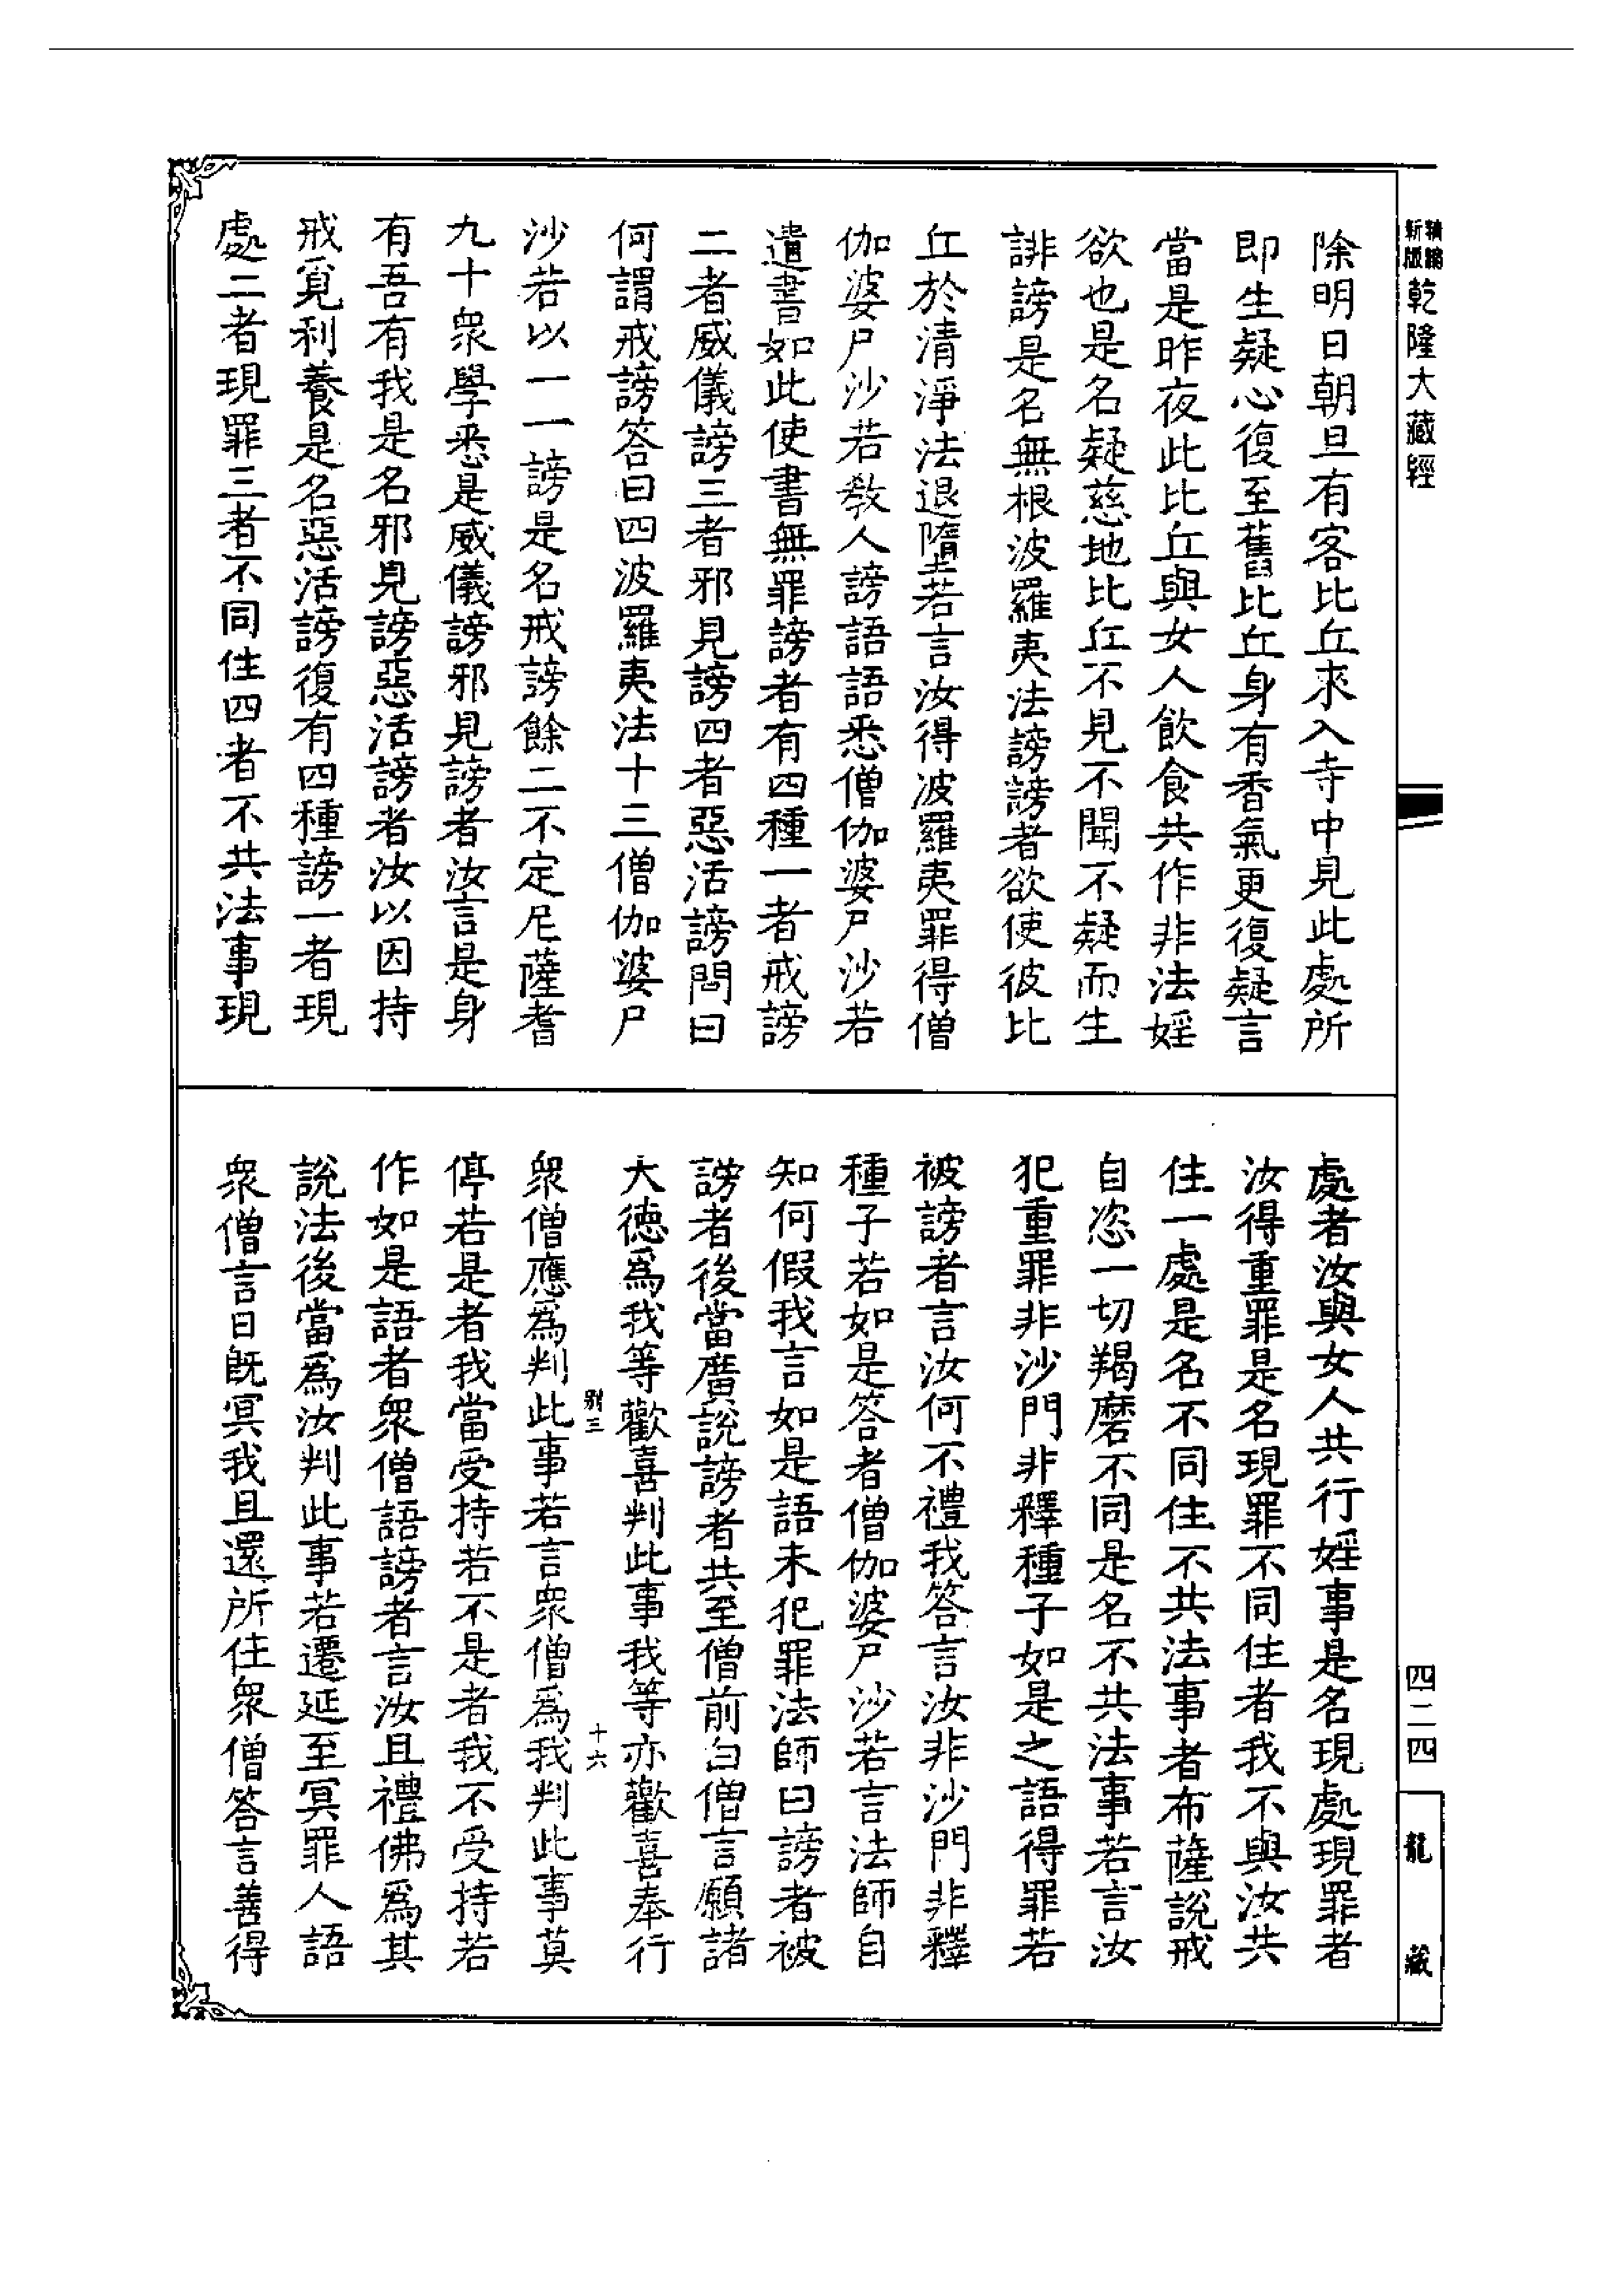 新版
乾隆大藏經
四二四
龍藏
除明日朝旦有客比丘來入寺中見此處所
即生疑心復至舊比丘身有香氣更復疑言
當是昨夜此比丘與女人飲食共作非法婬
欲也是名疑慈地比丘不見不聞不疑而生
誹謗是名無根波羅夷法謗謗者欲使彼比
丘於清淨法退墮若言汝得波羅夷罪得僧
伽婆尸沙若教人謗語語悉僧伽婆尸沙若
遣書如此使書無罪謗者有四種一者戒謗
二者威儀謗三者邪見謗四者惡活謗問曰
何謂戒謗答曰四波羅夷法十三僧伽婆尸
沙若以一一謗是名戒謗餘二不定尼薩耆
九十衆學悉是威儀謗邪見謗者汝言是身
有吾有我是名邪見謗惡活謗者汝以因持
戒覓利養是名惡活謗復有四種謗一者現
處二者現罪三者不同住四者不共法事現
處者汝與女人共行婬事是名現處現罪者
汝得重罪是名現罪不同住者我不與汝共
住一處是名不同住不共法事者布薩說戒
自恣一切羯磨不同是名不共法事若言汝
犯重罪非沙門非釋種子如是之語得罪若
被謗者言汝何不禮我答言汝非沙門非釋
種子若如是答者僧伽婆尸沙若言法師自
知何假我言如是語未犯罪法師曰謗者被
謗者後當廣說謗者共至僧前白僧言願諸
大德爲我等歡喜判此事我等亦歡喜奉行
別三
十六
衆僧應爲判此事若言衆僧爲我判此事莫
停若是者我當受持若不是者我不受持若
作如是語者衆僧語謗者言汝且禮佛爲其
說法後當爲汝判此事若遷延至冥罪人語
衆僧言日旣冥我且還所住衆僧答言善得